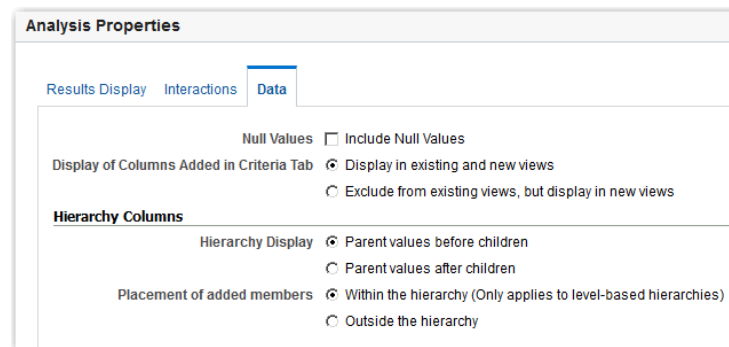 Analysis Properties
Results Display Interactions Data
Null Values Include Null Values
Display of Columns Added in Criteria Tab Display in existing and new views
Exclude from existing views, but display in new views
Hierarchy Columns
Hierarchy Display Parent values before children
Parent values after children
Placement of added members Within the hierarchy (Only applies to level-based hierarchies)
Outside the hierarchy